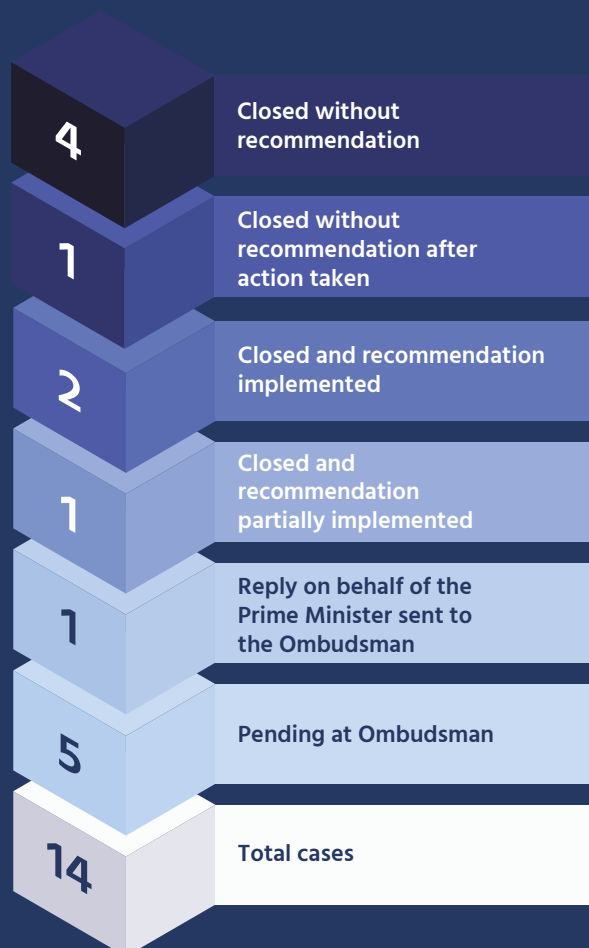 4
Closed without
recommendation
1
Closed without
recommendation after
action taken
2
Closed and recommendation
implemented
1
Closed and
recommendation
partially implemented
1
Reply on behalf of the
Prime Minister sent to
the Ombudsman
5
Pending at Ombudsman
14
Total cases